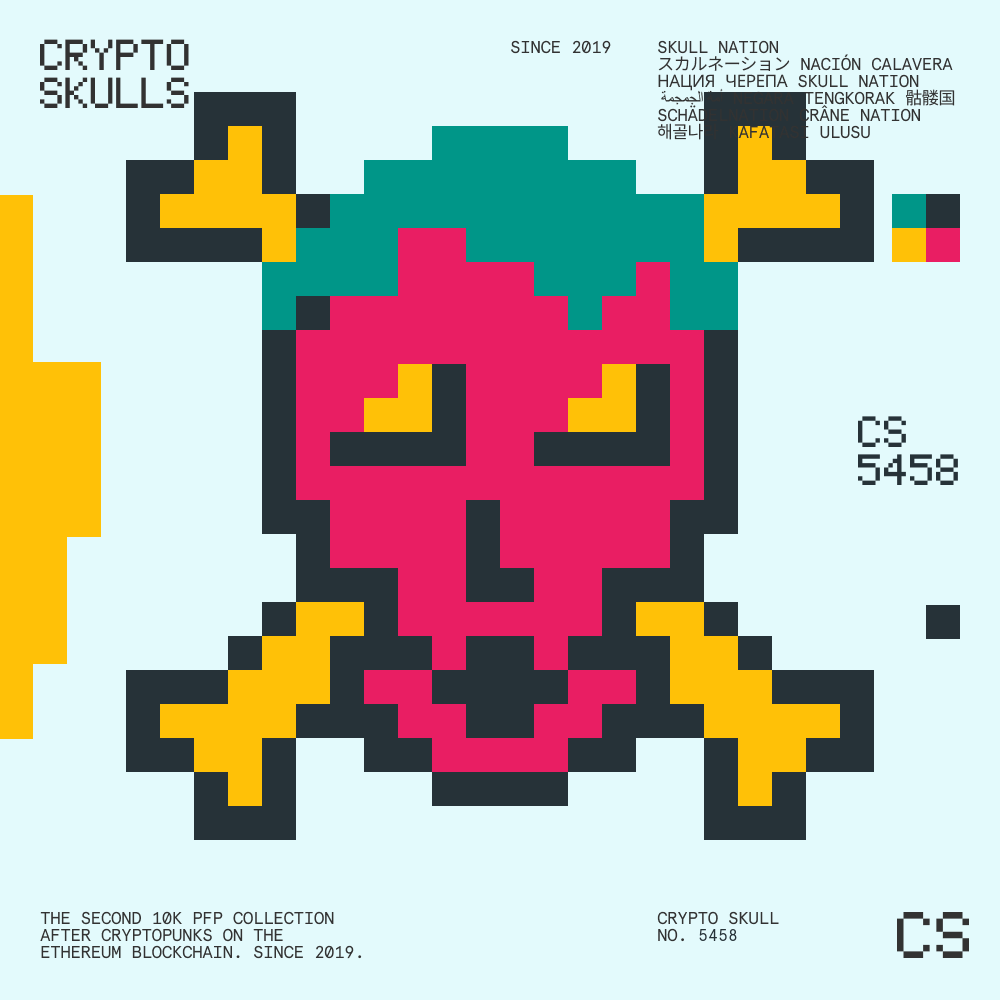 CRYPTO
SKULLS
SINCE 2019
SKULL NATION
スカルネーション NACIÓN CALAVERA
НАЦИЯ ЧЕРЕПА SKULL NATION
الجمجمة TENGKORAK 骷髅国
CRÂNE NATION
해골 ULUSU
CS
5458
THE SECOND 10K PFP COLLECTION
AFTER CRYPTOPUNKS ON THE
ETHEREUM BLOCKCHAIN. SINCE 2019.
CRYPTO SKULL
NO. 5458
CS